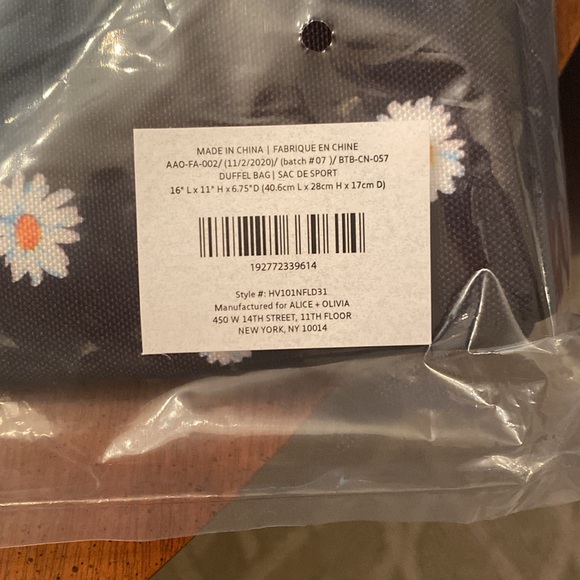 MADE IN CHINA | FABRIQUE EN CHINE
AAO-FA-002/ (11/2/2020)/ (batch # 07 )/ BTB-CN-057
DUFFEL BAG | SAC DE SPORT
16" L x 11" H x 6.75"D (40.6cm L x 28cm H x 17cm D)
192772339614
Style #: HV101NFLD31
Manufactured for ALICE + OLIVIA
450 W 14TH STREET, 11TH FLOOR
NEW YORK, NY 10014